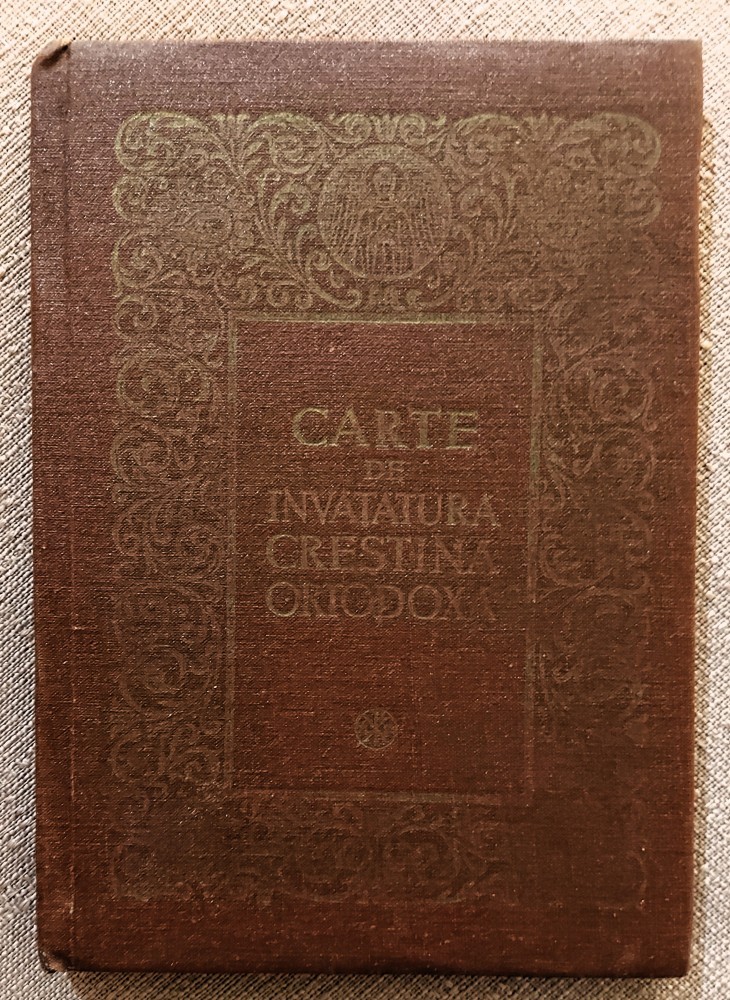 CARTE
DE
INVATATURA
CRESTINA
ORTODOXA